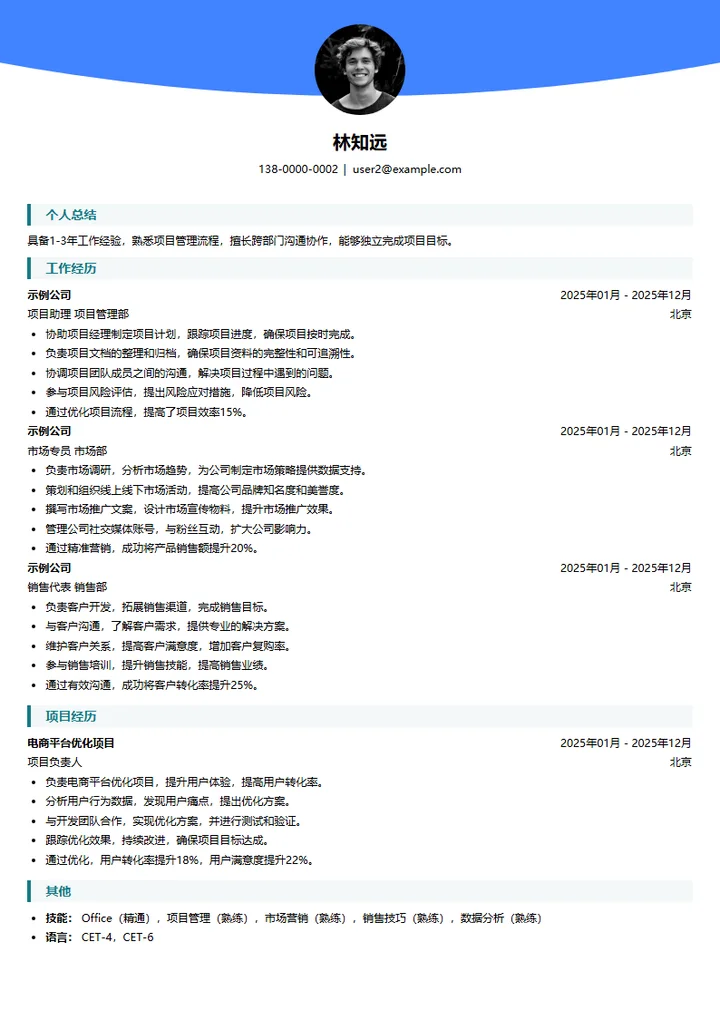 林知远
138-0000-0002 | user2@example.com
个人总结
具备1-3年工作经验，熟悉项目管理流程，擅长跨部门沟通协作，能够独立完成项目目标。
工作经历
示例公司 2025年01月 - 2025年12月
项目助理 项目管理部 北京
• 协助项目经理制定项目计划，跟踪项目进度，确保项目按时完成。
• 负责项目文档的整理和归档，确保项目资料的完整性和可追溯性。
• 协调项目团队成员之间的沟通，解决项目过程中遇到的问题。
• 参与项目风险评估，提出风险应对措施，降低项目风险。
• 通过优化项目流程，提高了项目效率15%。
示例公司 2025年01月 - 2025年12月
市场专员 市场部 北京
• 负责市场调研，分析市场趋势，为公司制定市场策略提供数据支持。
• 策划和组织线上线下市场活动，提高公司品牌知名度和美誉度。
• 撰写市场推广文案，设计市场宣传物料，提升市场推广效果。
• 管理公司社交媒体账号，与粉丝互动，扩大公司影响力。
• 通过精准营销，成功将产品销售额提升20%。
示例公司 2025年01月 - 2025年12月
销售代表 销售部 北京
• 负责客户开发，拓展销售渠道，完成销售目标。
• 与客户沟通，了解客户需求，提供专业的解决方案。
• 维护客户关系，提高客户满意度，增加客户复购率。
• 参与销售培训，提升销售技能，提高销售业绩。
• 通过有效沟通，成功将客户转化率提升25%。
项目经历
电商平台优化项目 2025年01月 - 2025年12月
项目负责人 北京
• 负责电商平台优化项目，提升用户体验，提高用户转化率。
• 分析用户行为数据，发现用户痛点，提出优化方案。
• 与开发团队合作，实现优化方案，并进行测试和验证。
• 跟踪优化效果，持续改进，确保项目目标达成。
• 通过优化，用户转化率提升18%，用户满意度提升22%。
其他
• 技能： Office（精通）, 项目管理（熟练）, 市场营销（熟练）, 销售技巧（熟练）, 数据分析（熟练）
• 语言： CET-4，CET-6